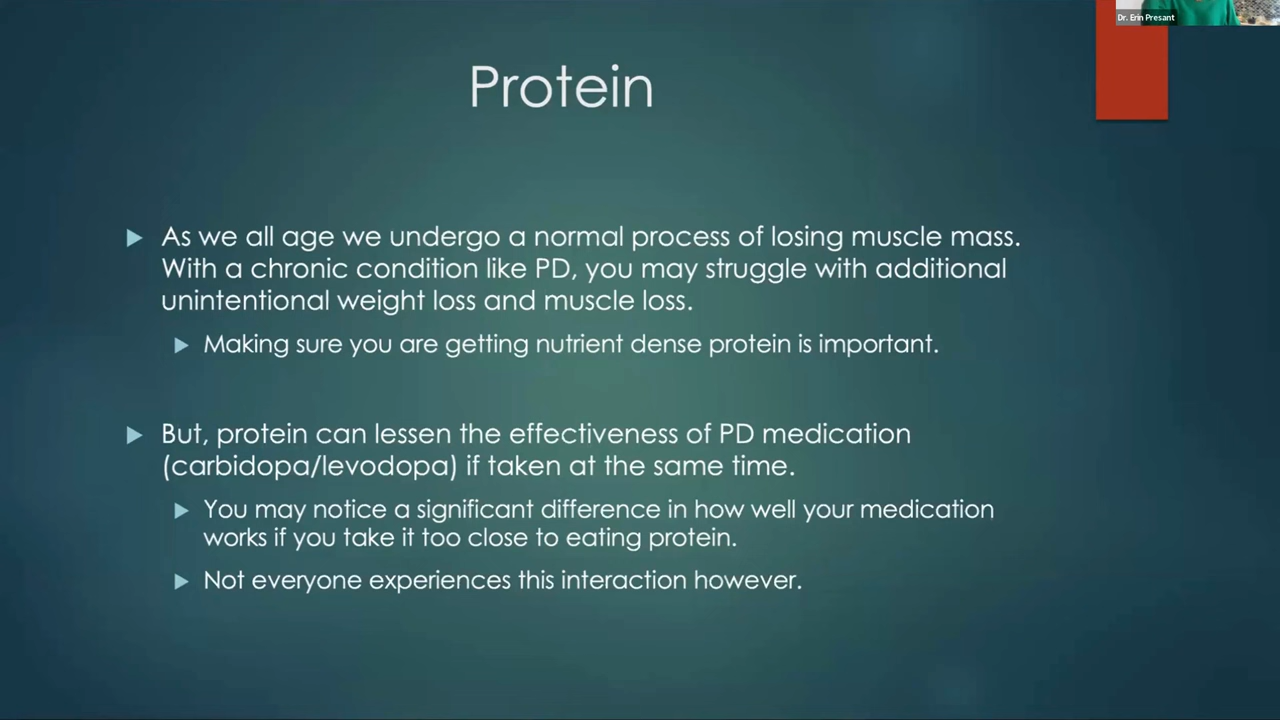 Dr. Erin Presant
Protein
As we all age we undergo a normal process of losing muscle mass.
With a chronic condition like PD, you may struggle with additional
unintentional weight loss and muscle loss.
Making sure you are getting nutrient dense protein is important.
But, protein can lessen the effectiveness of PD medication
(carbidopa/levodopa) if taken at the same time.
You may notice a significant difference in how well your medication
works if you take it too close to eating protein.
Not everyone experiences this interaction however.